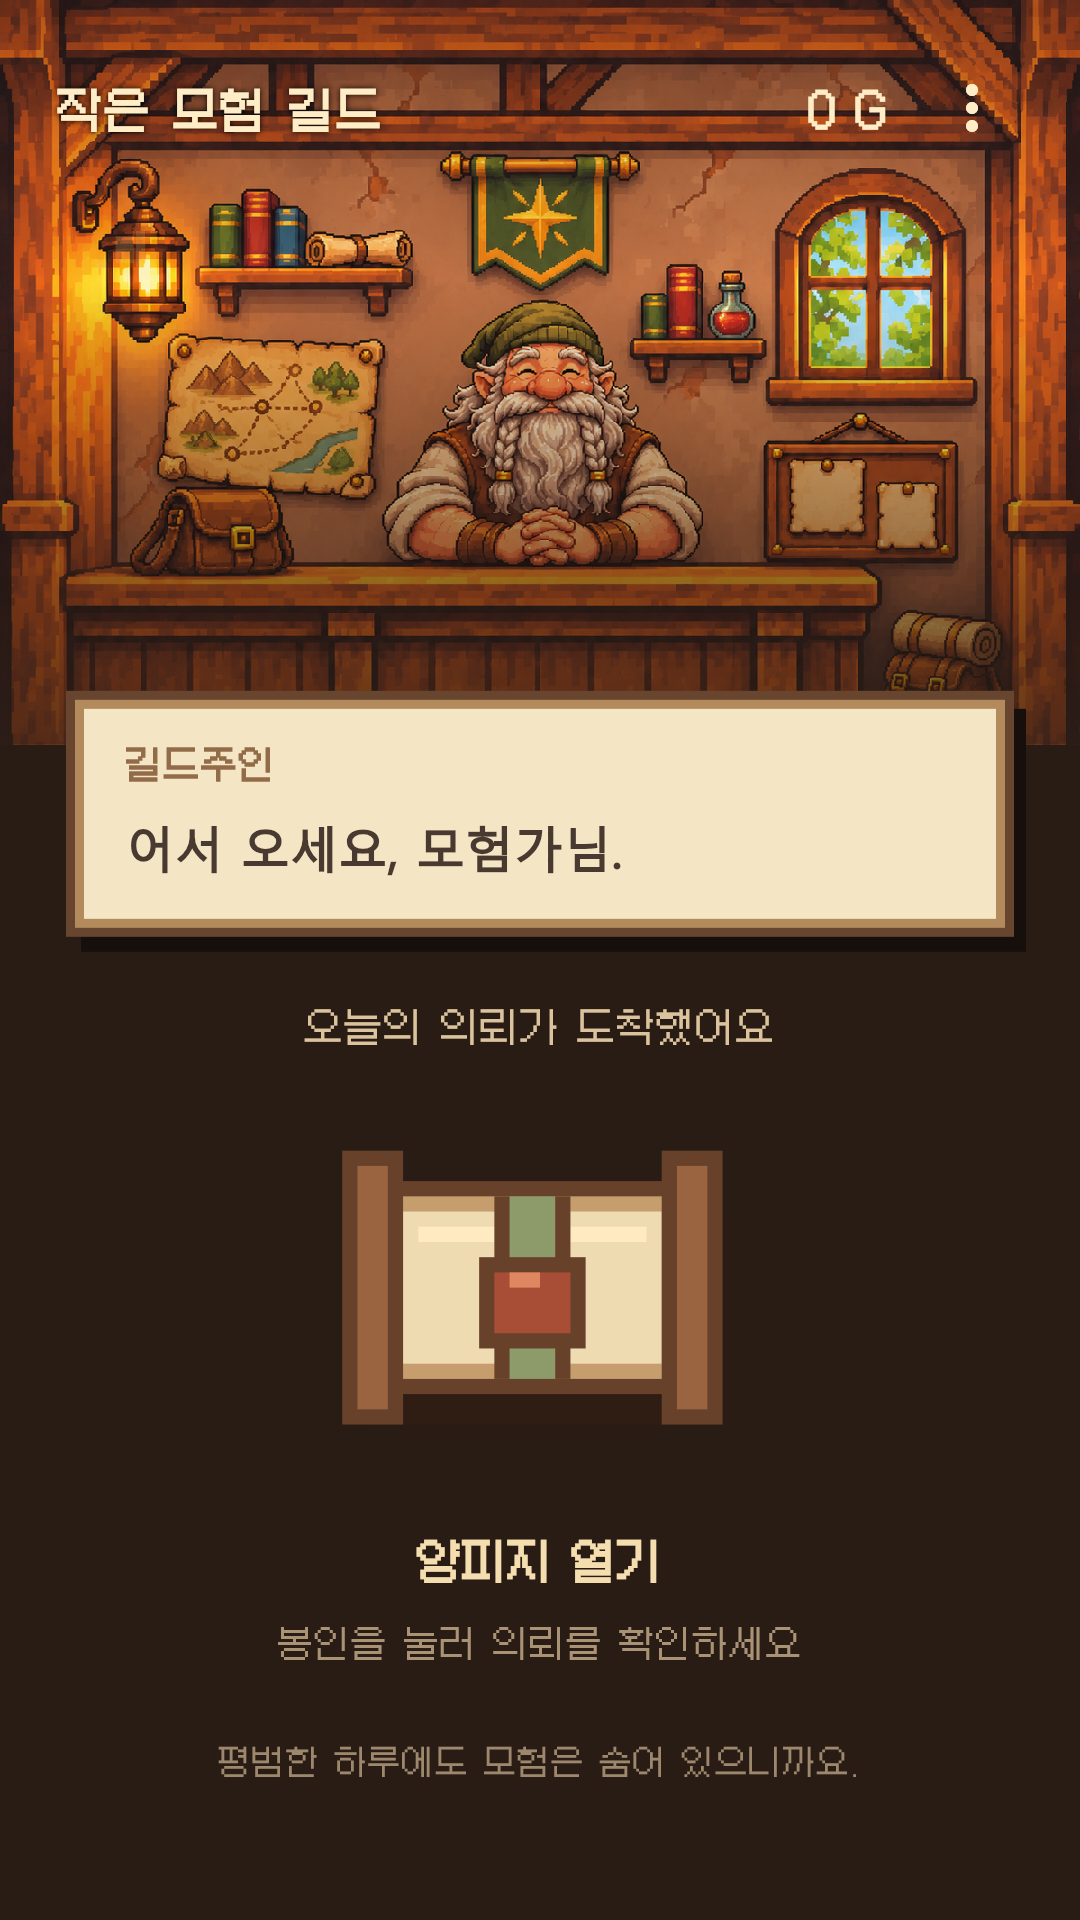 작은 모험 길드
0 G
길드주인
어서 오세요, 모험가님.
오늘의 의뢰가 도착했어요
양피지 열기
봉인을 눌러 의뢰를 확인하세요
평범한 하루에도 모험은 숨어 있으니까요.